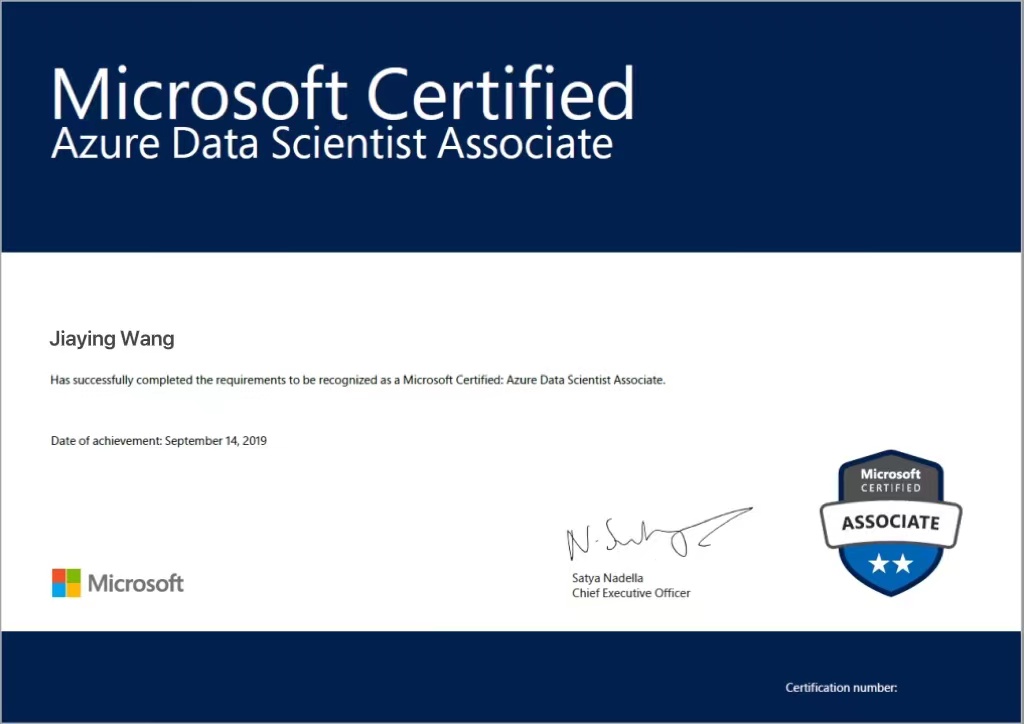 Microsoft Certified
Azure Data Scientist Associate
Jiaying Wang
Has successfully completed the requirements to be recognized as a Microsoft Certified: Azure Data Scientist Associate.
Date of achievement: September 14, 2019
Microsoft
CERTIFIED
ASSOCIATE
N. Satya Nadella
Satya Nadella
Chief Executive Officer
Microsoft
Certification number: